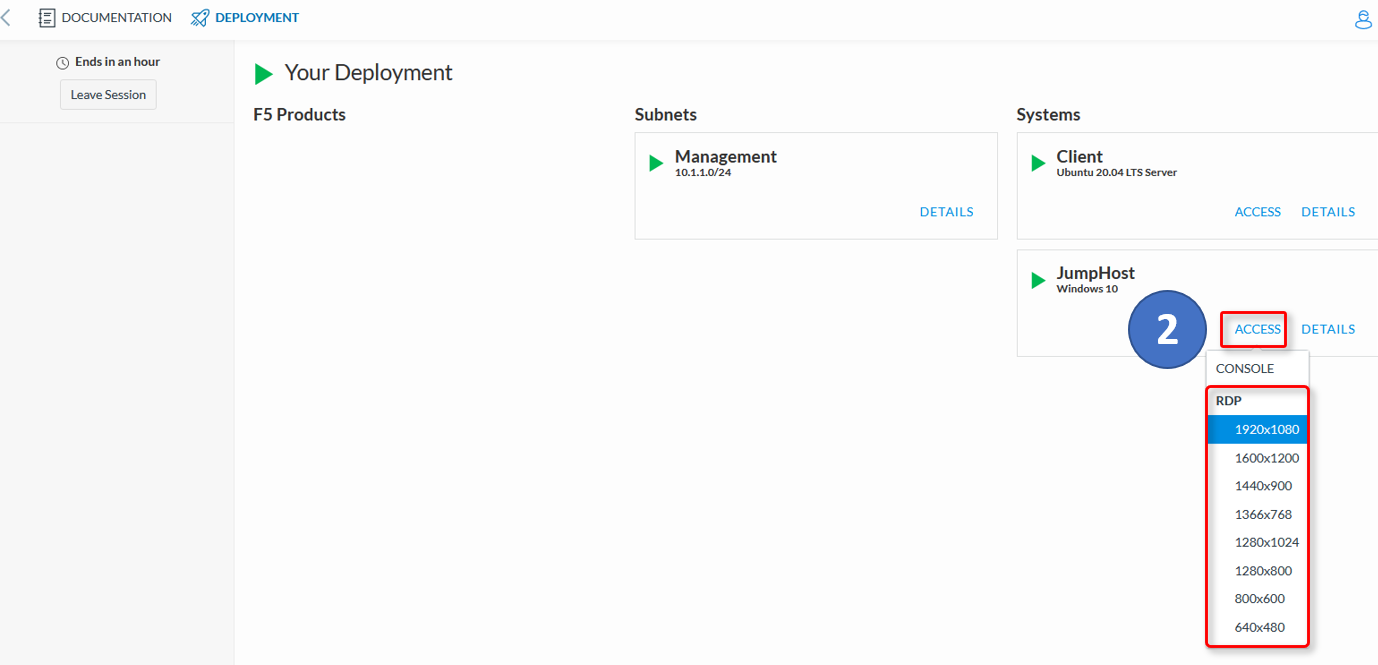 DOCUMENTATION
DEPLOYMENT
Ends in an hour
Leave Session
Your Deployment
F5 Products
Subnets
Management
10.1.1.0/24
DETAILS
Systems
Client
Ubuntu 20.04 LTS Server
ACCESS DETAILS
JumpHost
Windows 10
2
ACCESS DETAILS
CONSOLE
RDP
1920x1080
1600x1200
1440x900
1366x768
1280x1024
1280x800
800x600
640x480